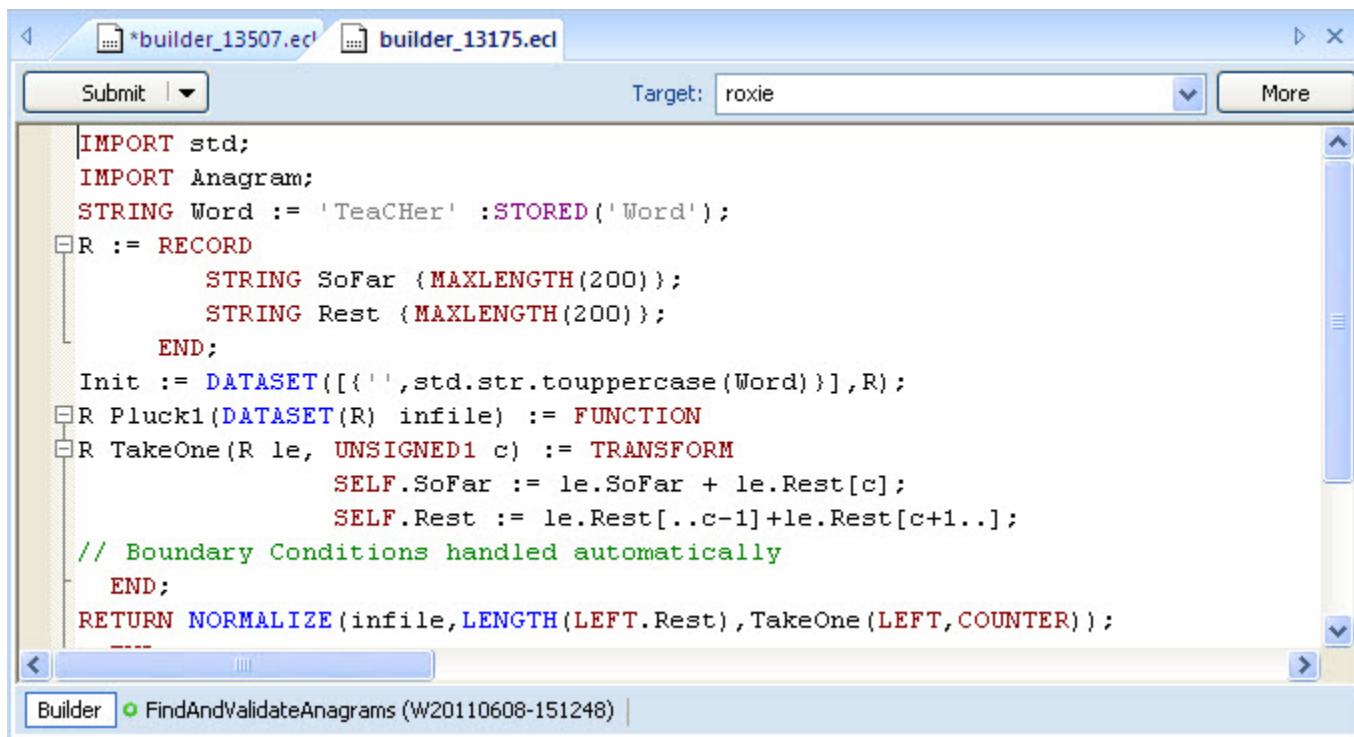 *builder_13507.ecl builder_13175.ecl
Submit Target: roxie More
IMPORT std;
IMPORT Anagram;
STRING Word := 'TeaCHer' :STORED('Word');
R := RECORD
STRING SoFar {MAXLENGTH(200)};
STRING Rest {MAXLENGTH(200)};
END;
Init := DATASET([{'',std.str.touppercase(Word)}],R);
R Pluck1(DATASET(R) infile) := FUNCTION
R TakeOne(R le, UNSIGNED1 c) := TRANSFORM
SELF.SoFar := le.SoFar + le.Rest[c];
SELF.Rest := le.Rest[..c-1]+le.Rest[c+1..];
// Boundary Conditions handled automatically
END;
RETURN NORMALIZE(infile,LENGTH(LEFT.Rest),TakeOne(LEFT,COUNTER));
Builder FindAndValidateAnagrams (W20110608-151248)